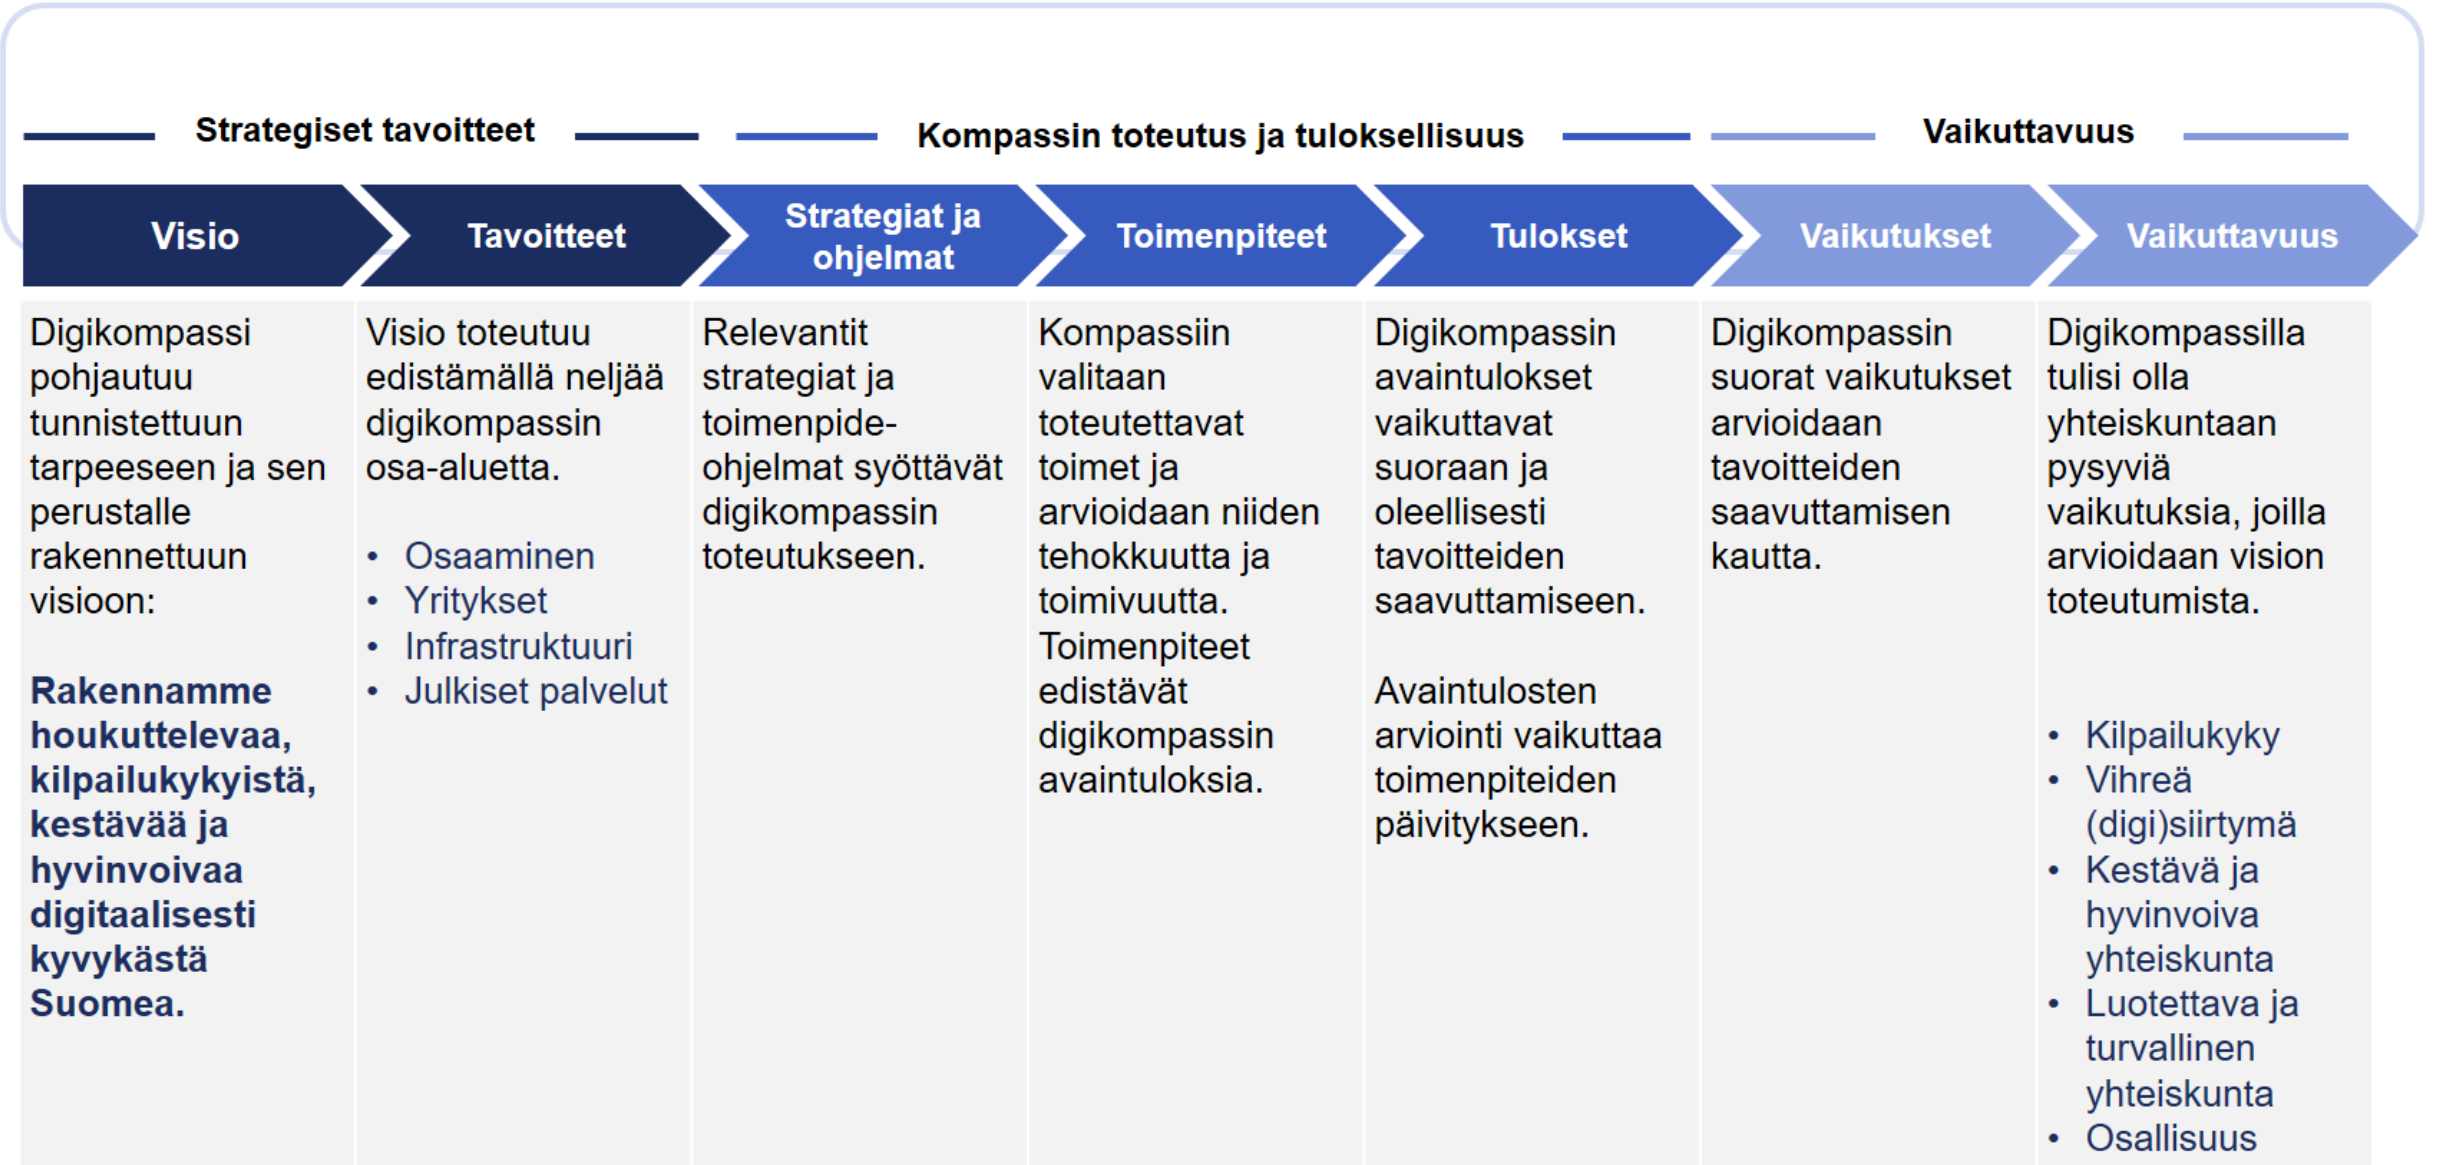 Strategiset tavoitteet
Kompassin toteutus ja tuloksellisuus
Vaikuttavuus
Visio
Tavoitteet
Strategiat ja
ohjelmat
Toimenpiteet
Tulokset
Vaikutukset
Vaikuttavuus
Digikompassi
pohjautuu
tunnistettuun
tarpeeseen ja sen
perustalle
rakennettuun
visioon:
Rakennamme
houkuttelevaa,
kilpailukykyistä,
kestävää ja
hyvinvoivaa
digitaalisesti
kyvykästä
Suomea.
Visio toteutuu
edistämällä neljää
digikompassin
osa-aluetta.
• Osaaminen
• Yritykset
• Infrastruktuuri
• Julkiset palvelut
Relevantit
strategiat ja
toimenpide-
ohjelmat syöttävät
digikompassin
toteutukseen.
Kompassiin
valitaan
toteutettavat
toimet ja
arvioidaan niiden
tehokkuutta ja
toimivuutta.
Toimenpiteet
edistävät
digikompassin
avaintuloksia.
Digikompassin
avaintulokset
vaikuttavat
suoraan ja
oleellisesti
tavoitteiden
saavuttamiseen.
Avaintulosten
arviointi vaikuttaa
toimenpiteiden
päivitykseen.
Digikompassin
suorat vaikutukset
arvioidaan
tavoitteiden
saavuttamisen
kautta.
Digikompassilla
tulisi olla
yhteiskuntaan
pysyviä
vaikutuksia, joilla
arvioidaan vision
toteutumista.
• Kilpailukyky
• Vihreä
(digi)siirtymä
• Kestävä ja
hyvinvoiva
yhteiskunta
• Luotettava ja
turvallinen
yhteiskunta
• Osallisuus